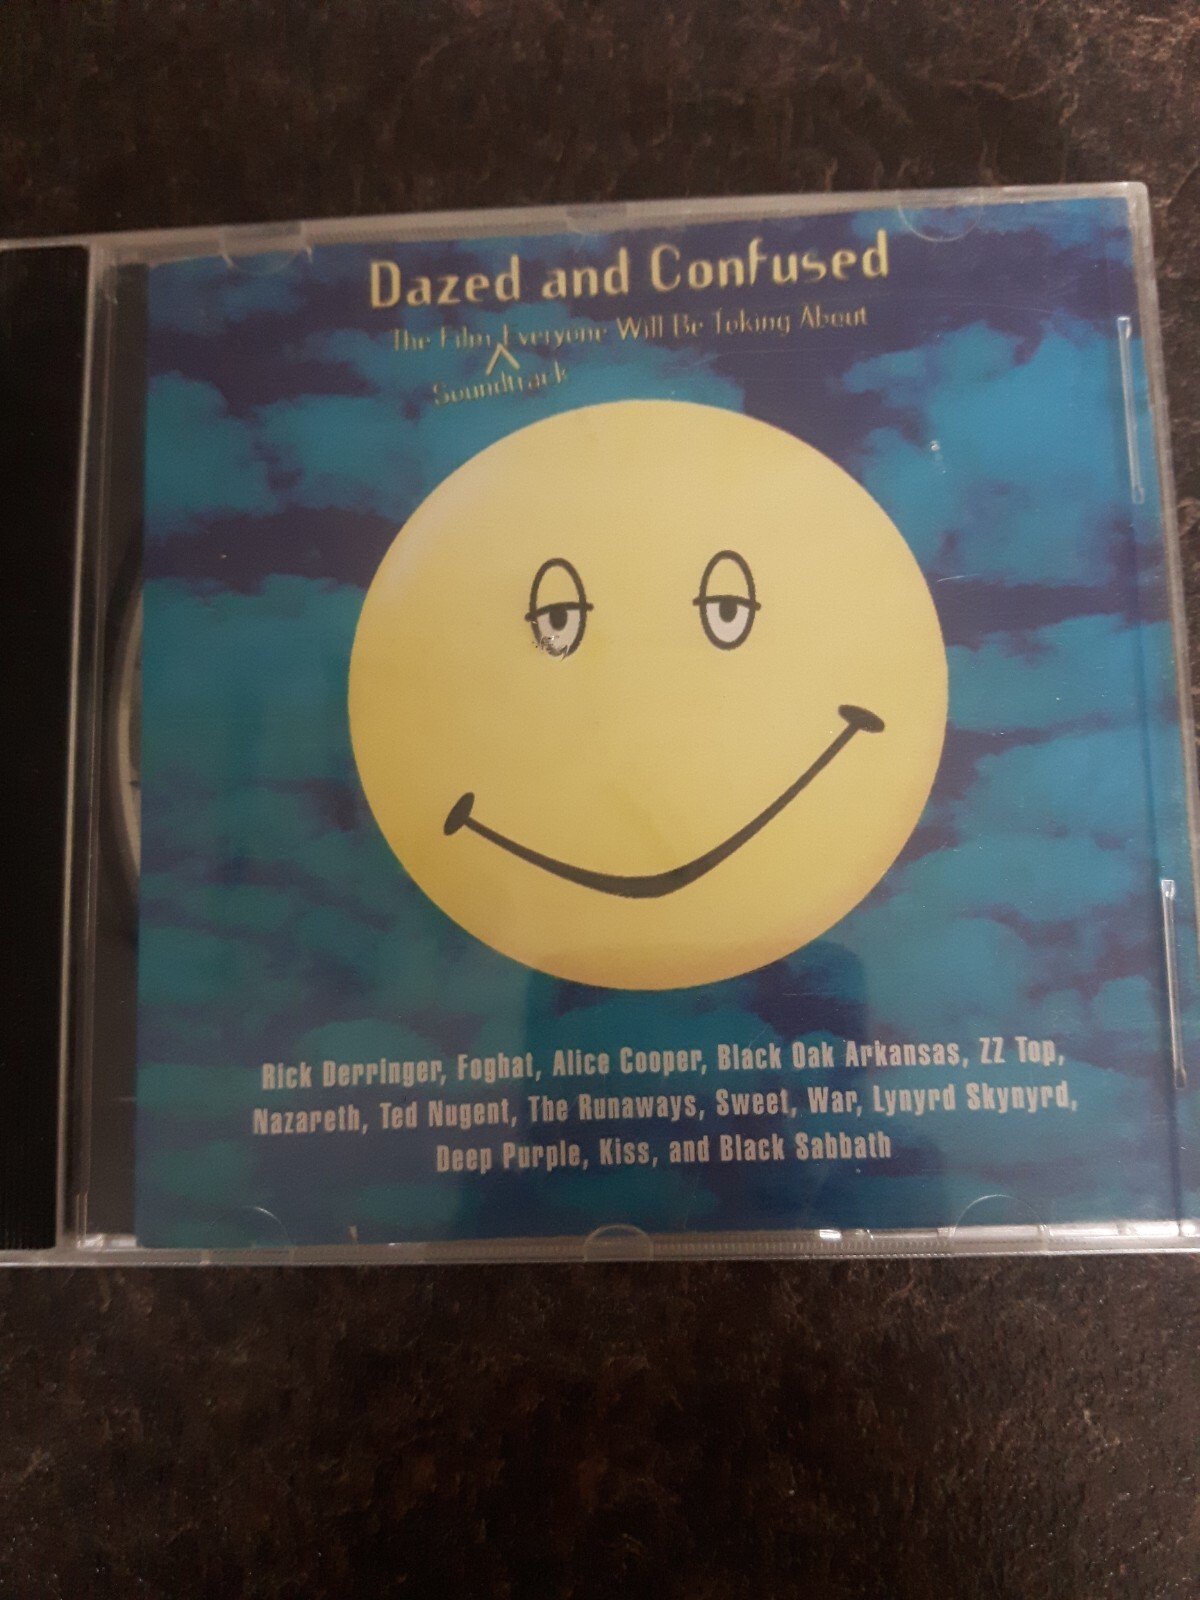 Dazed and Confused
The Film Everyone Will Be Toking About
Soundtrack
Rick Derringer, Foghat, Alice Cooper, Black Oak Arkansas, ZZ Top,
Nazareth, Ted Nugent, The Runaways, Sweet, War, Lynyrd Skynyrd,
Deep Purple, Kiss, and Black Sabbath